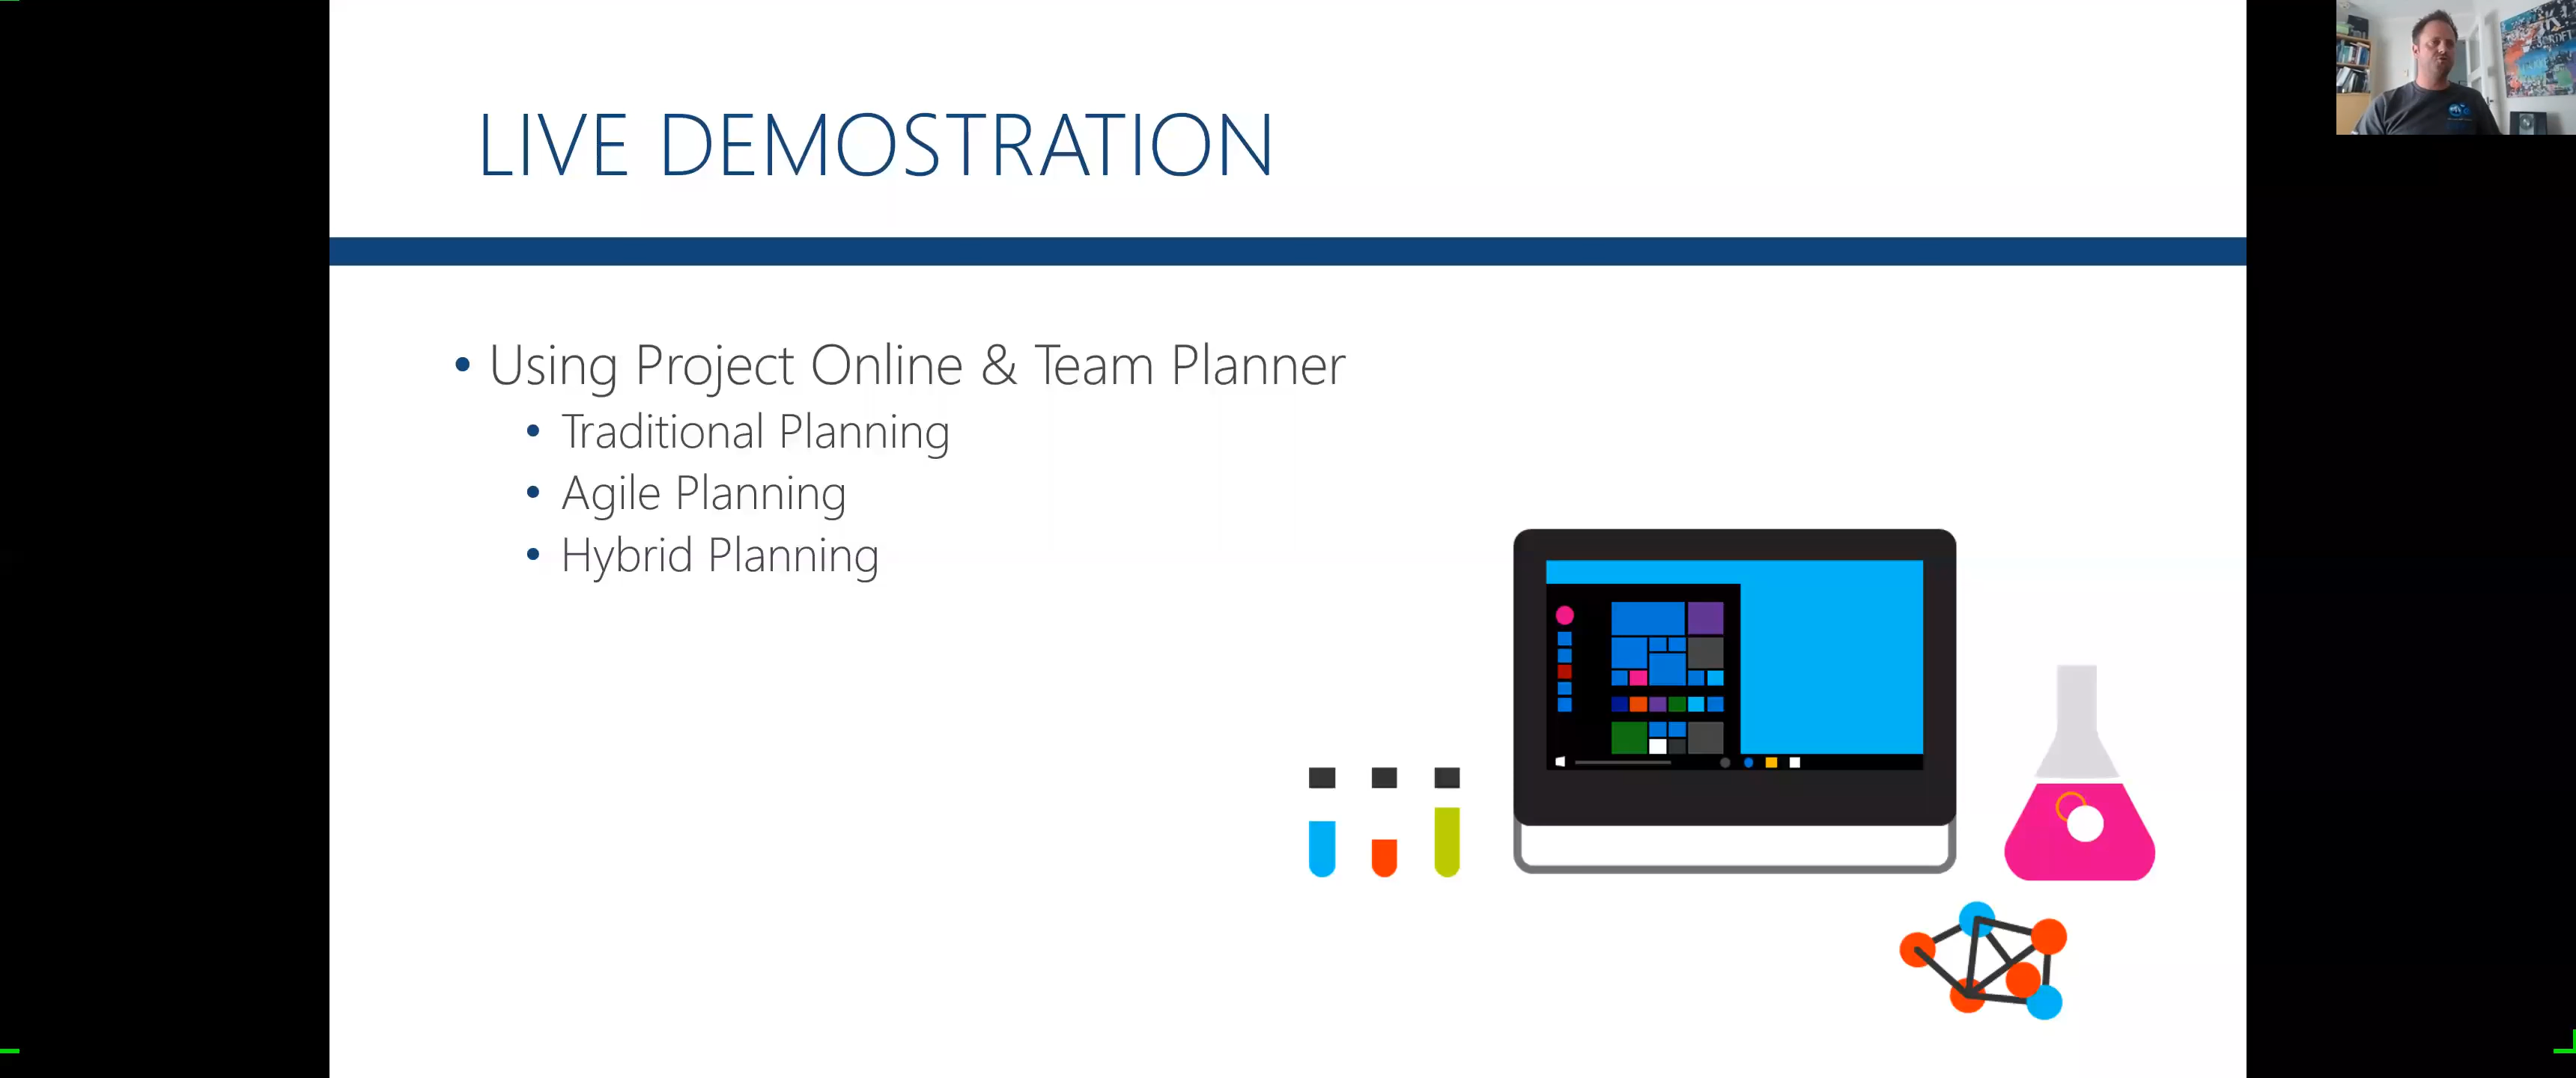 LIVE DEMOSTRATION
• Using Project Online & Team Planner
• Traditional Planning
• Agile Planning
• Hybrid Planning